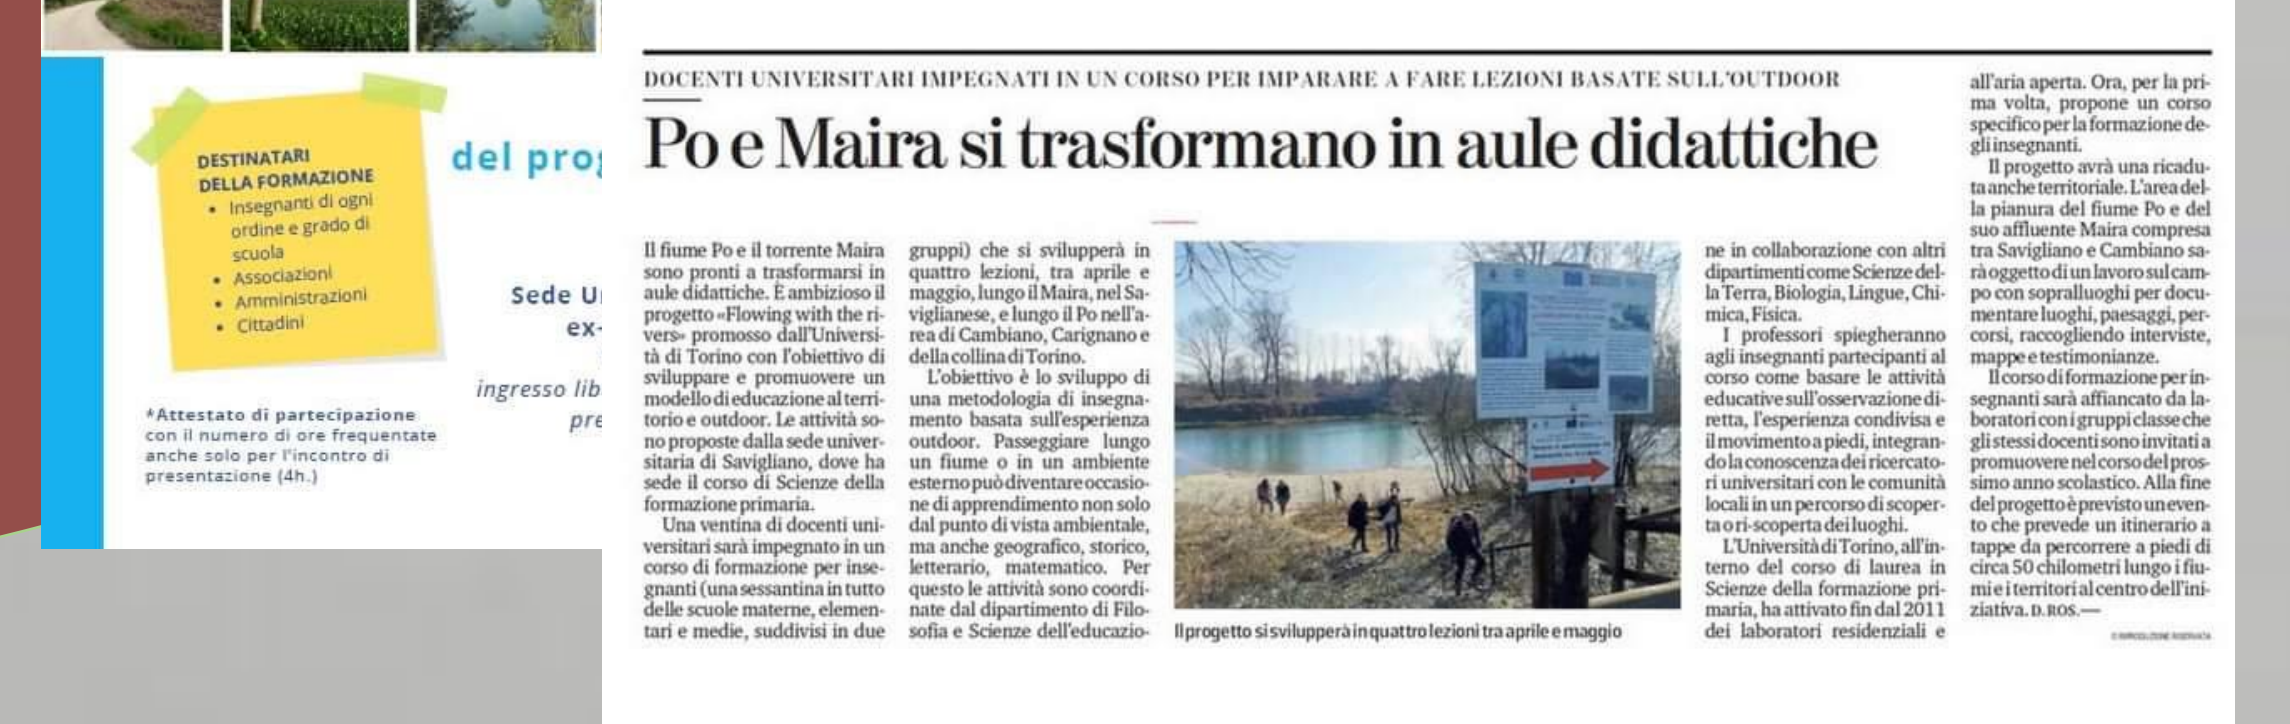 DESTINATARI
DELLA FORMAZIONE
• Insegnanti di ogni
ordine e grado di
scuola
• Associazioni
• Amministrazioni
• Cittadini
*Attestato di partecipazione
con il numero di ore frequentate
anche solo per l'incontro di
presentazione (4h.)
del prog
Sede U
ex-
ingresso lib
pre
DOCENTI UNIVERSITARI IMPEGNATI IN UN CORSO PER IMPARARE A FARE LEZIONI BASATE SULL'OUTDOOR
Po e Maira si trasformano in aule didattiche
Il fiume Po e il torrente Maira
sono pronti a trasformarsi in
aule didattiche. È ambizioso il
progetto «Flowing with the ri-
vers» promosso dall'Universi-
tà di Torino con l'obiettivo di
sviluppare e promuovere un
modello di educazione al terri-
torio e outdoor. Le attività so-
no proposte dalla sede univer-
sitaria di Savigliano, dove ha
sede il corso di Scienze della
formazione primaria.
Una ventina di docenti uni-
versitari sarà impegnato in un
corso di formazione per inse-
gnanti (una sessantina in tutto
delle scuole materne, elemen-
tari e medie, suddivisi in due
gruppi) che si svilupperà in
quattro lezioni, tra aprile e
maggio, lungo il Maira, nel Sa-
viglianese, e lungo il Po nell'a-
rea di Cambiano, Carignano e
della collina di Torino.
L'obiettivo è lo sviluppo di
una metodologia di insegna-
mento basata sull'esperienza
outdoor. Passeggiare lungo
un fiume o in un ambiente
esterno può diventare occasio-
ne di apprendimento non solo
dal punto di vista ambientale,
ma anche geografico, storico,
letterario, matematico. Per
questo le attività sono coordi-
nate dal dipartimento di Filo-
sofia e Scienze dell'educazio-
Il progetto si svilupperà in quattro lezioni tra aprile e maggio
ne in collaborazione con altri
dipartimenti come Scienze del-
la Terra, Biologia, Lingue, Chi-
mica, Fisica.
I professori spiegheranno
agli insegnanti partecipanti al
corso come basare le attività
educative sull'osservazione di-
retta, l'esperienza condivisa e
il movimento a piedi, integran-
do la conoscenza dei ricercato-
ri universitari con le comunità
locali in un percorso di scoper-
ta o ri-scoperta dei luoghi.
L'Università di Torino, all'in-
terno del corso di laurea in
Scienze della formazione pri-
maria, ha attivato fin dal 2011
dei laboratori residenziali e
all'aria aperta. Ora, per la pri-
ma volta, propone un corso
specifico per la formazione de-
gli insegnanti.
Il progetto avrà una ricadu-
ta anche territoriale. L'area del-
la pianura del fiume Po e del
suo affluente Maira compresa
tra Savigliano e Cambiano sa-
rà oggetto di un lavoro sul cam-
po con sopralluoghi per docu-
mentare luoghi, paesaggi, per-
corsi, raccogliendo interviste,
mappe e testimonianze.
Il corso di formazione per in-
segnanti sarà affiancato da la-
boratori con i gruppi classe che
gli stessi docenti sono invitati a
promuovere nel corso del pros-
simo anno scolastico. Alla fine
del progetto è previsto un even-
to che prevede un itinerario a
tappe da percorrere a piedi di
circa 50 chilometri lungo i fiu-
mi e i territori al centro dell'ini-
ziativa. D. ROS.—
© RIPRODUZIONE RISERVATA